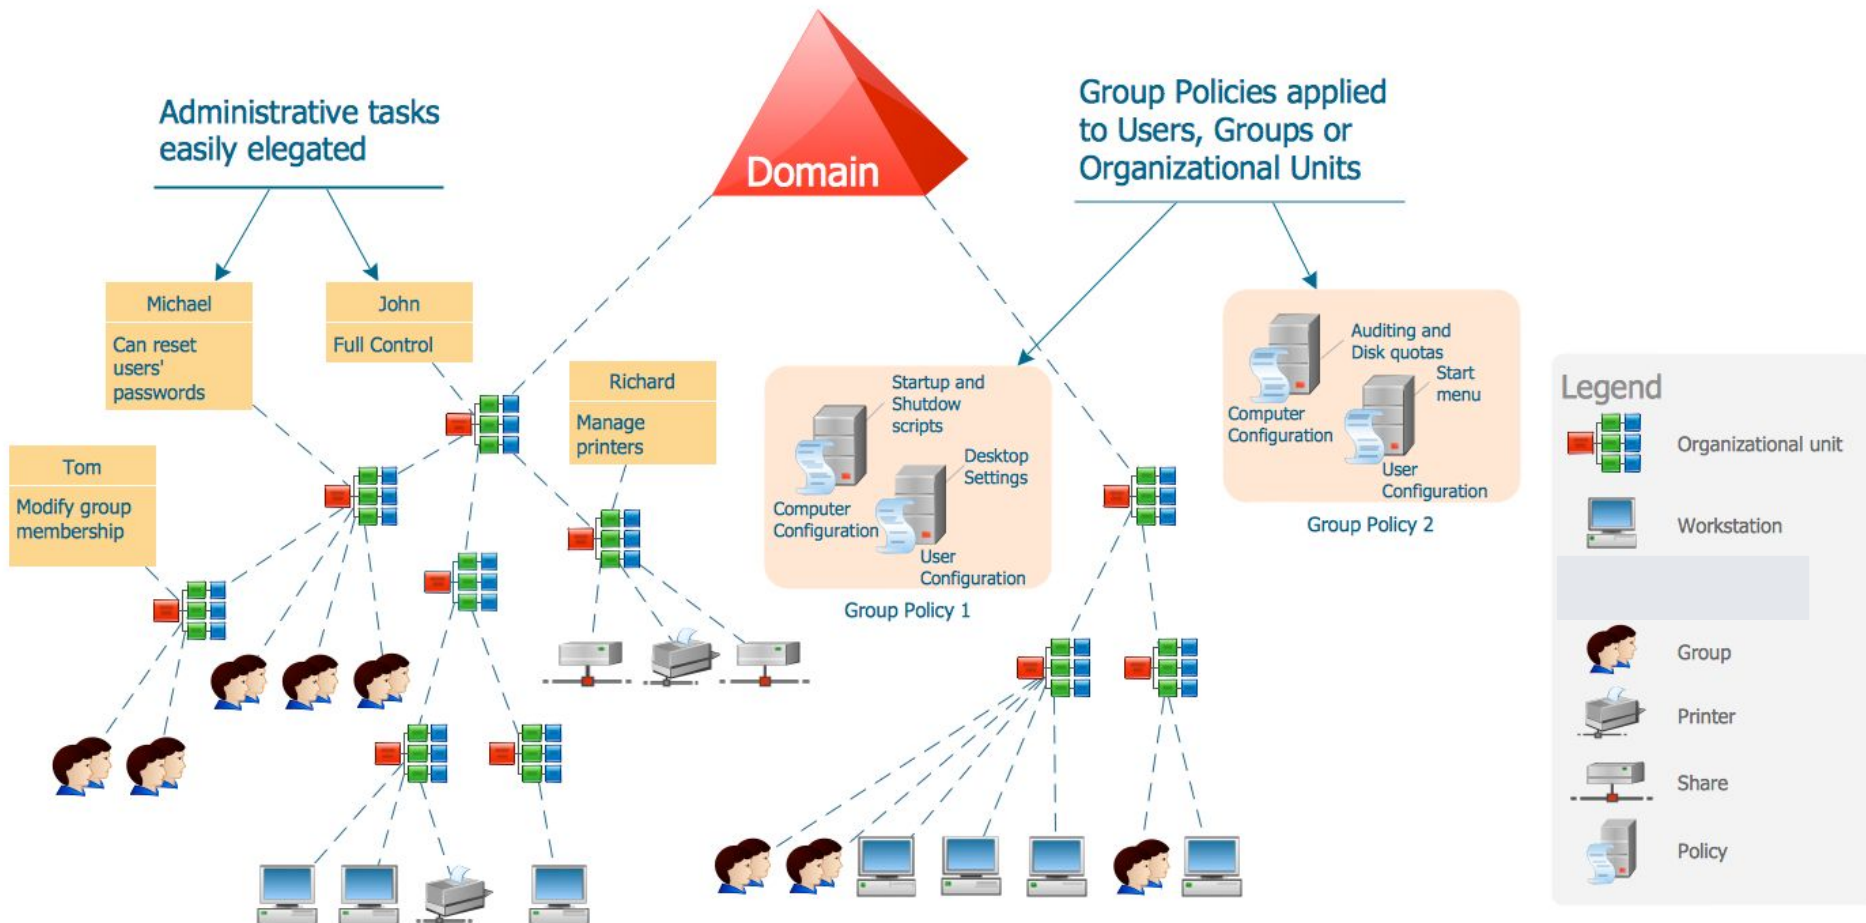 Administrative tasks
easily elegated
Domain
Group Policies applied
to Users, Groups or
Organizational Units
Michael
Can reset
users'
passwords
John
Full Control
Richard
Manage
printers
Tom
Modify group
membership
Startup and
Shutdow
scripts
Desktop
Settings
Computer
Configuration
User
Configuration
Group Policy 1
Auditing and
Disk quotas
Start
menu
Computer
Configuration
User
Configuration
Group Policy 2
Legend
Organizational unit
Workstation
Group
Printer
Share
Policy